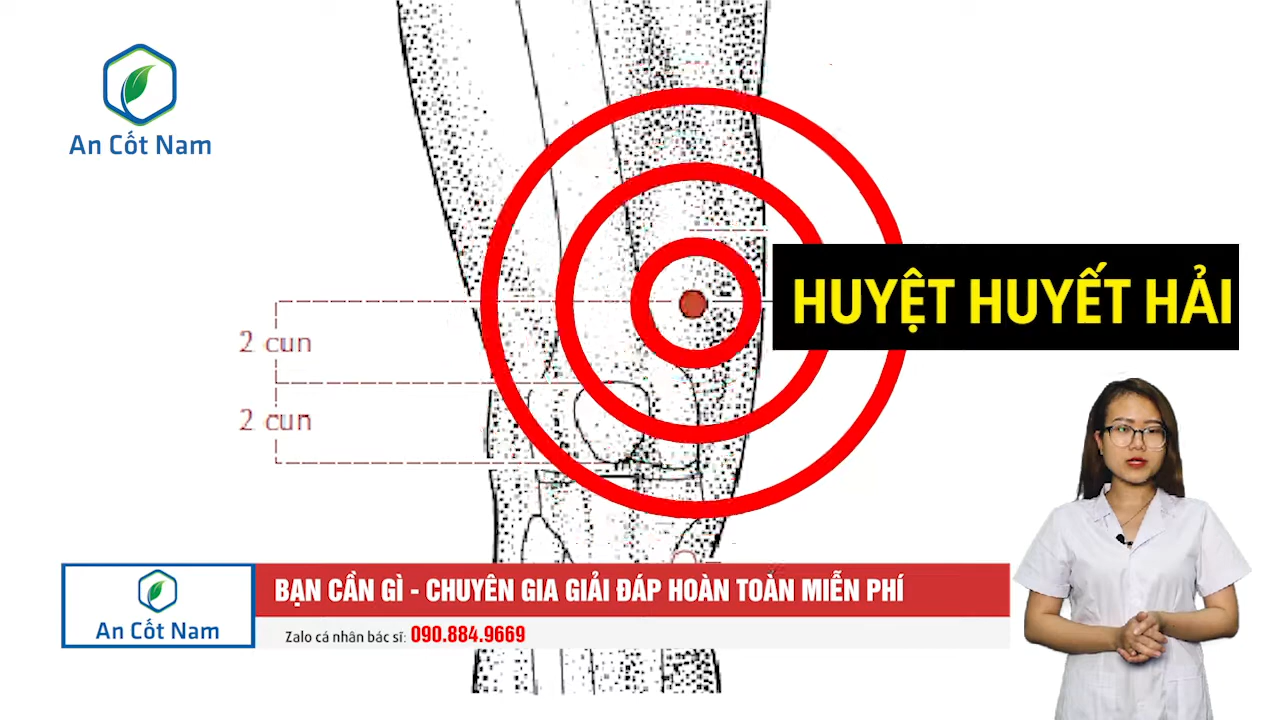 An Cốt Nam
HUYỆT HUYẾT HẢI
2 cun
2 cun
BẠN CẦN GÌ - CHUYÊN GIA GIẢI ĐÁP HOÀN TOÀN MIỄN PHÍ
An Cốt Nam
Zalo cá nhân bác sĩ: 090.884.9669